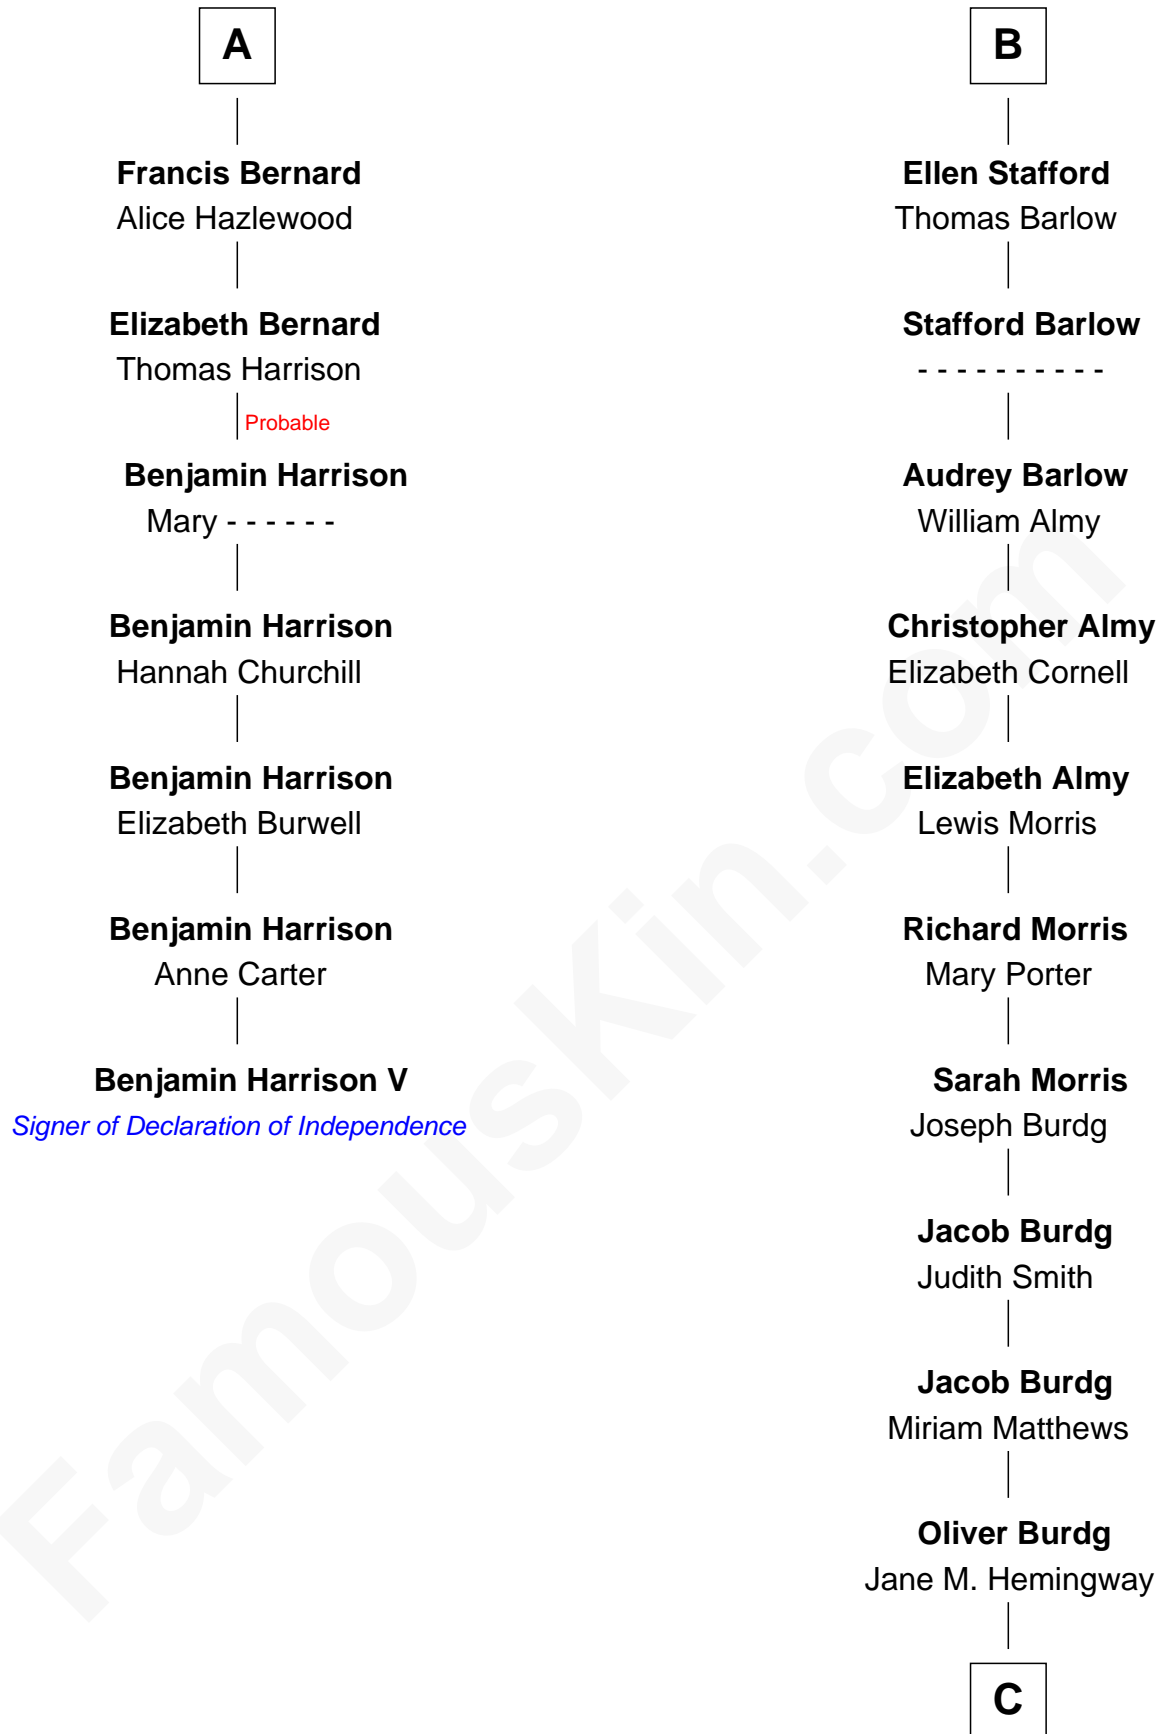 A
Francis Bernard
Alice Hazlewood
Elizabeth Bernard
Thomas Harrison
Probable
Benjamin Harrison
Mary - - - - - -
Benjamin Harrison
Hannah Churchill
Benjamin Harrison
Elizabeth Burwell
Benjamin Harrison
Anne Carter
Benjamin Harrison V
Signer of Declaration of Independence
B
Ellen Stafford
Thomas Barlow
Stafford Barlow
- - - - - - - - - -
Audrey Barlow
William Almy
Christopher Almy
Elizabeth Cornell
Elizabeth Almy
Lewis Morris
Richard Morris
Mary Porter
Sarah Morris
Joseph Burdg
Jacob Burdg
Judith Smith
Jacob Burdg
Miriam Matthews
Oliver Burdg
Jane M. Hemingway
C
FamousKin.com